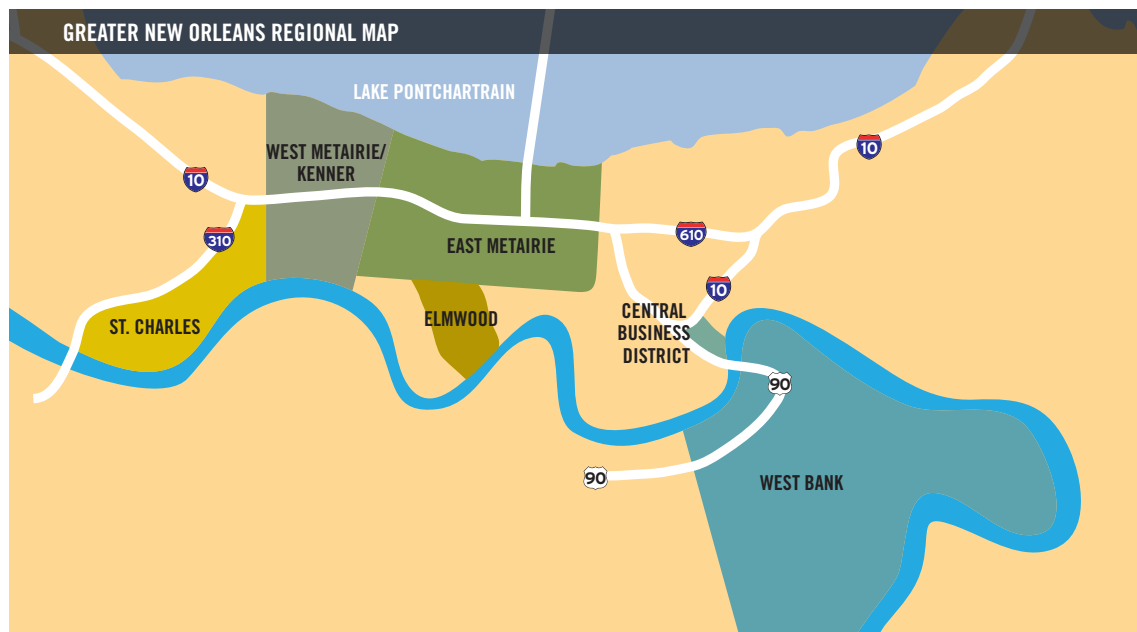 GREATER NEW ORLEANS REGIONAL MAP
LAKE PONTCHARTRAIN
WEST METAIRIE/
KENNER
10
10
310
610
EAST METAIRIE
10
ST. CHARLES
ELMWOOD
CENTRAL
BUSINESS
DISTRICT
90
90
WEST BANK